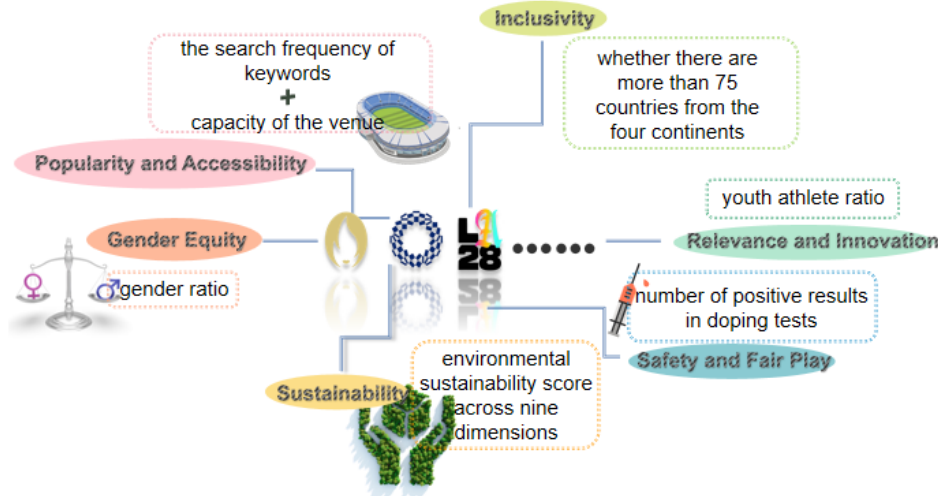 Inclusivity
the search frequency of
keywords
+
capacity of the venue
whether there are
more than 75
countries from the
four continents
Popularity and Accessibility
youth athlete ratio
Gender Equity
LA
28
......
Relevance and Innovation
gender ratio
number of positive results
in doping tests
Safety and Fair Play
Sustainability
environmental
sustainability score
across nine
dimensions